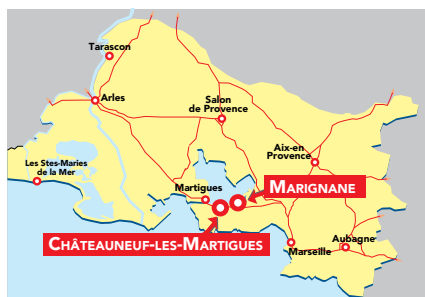 Tarascon
Arles
Salon
de Provence
Aix-en
Provence
Les Stes-Maries
de la Mer
Martigues
MARIGNANE
CHÂTEAUNEUF-LES-MARTIGUES
Aubagne
Marseille